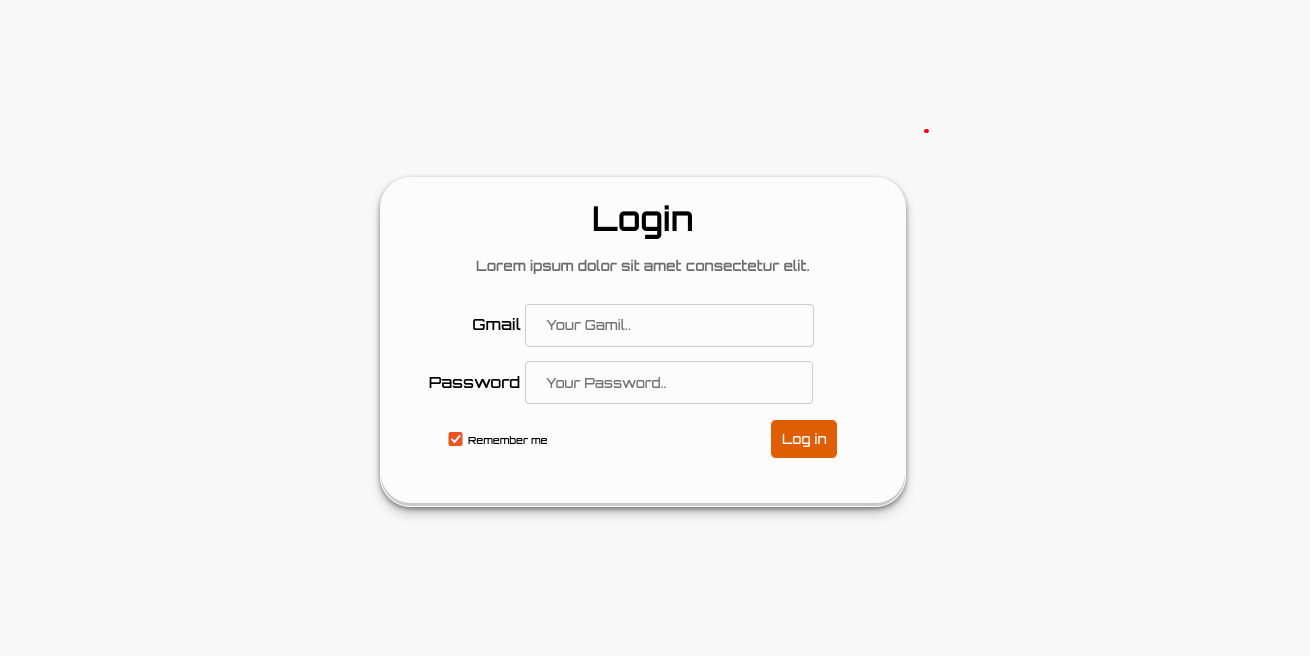 Login
Lorem ipsum dolor sit amet consectetur elit.
Gmail Your Gamil..
Password Your Password..
Remember me Log in